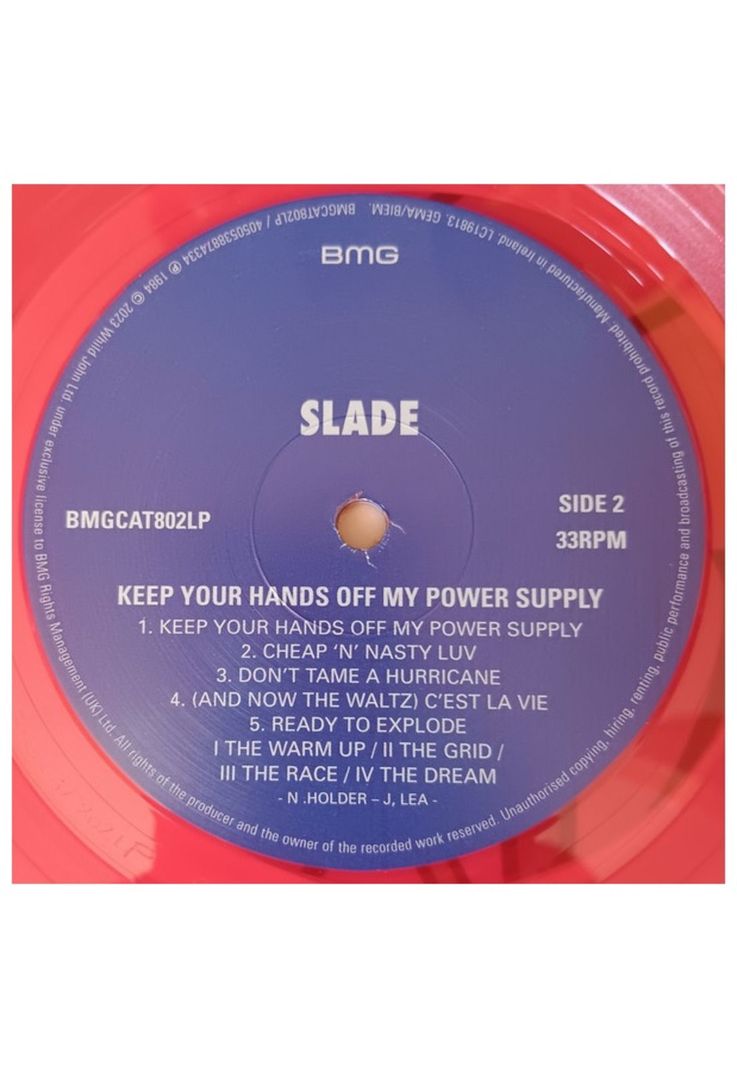 BMG
SLADE
BMGCAT802LP
SIDE 2
33RPM
KEEP YOUR HANDS OFF MY POWER SUPPLY
1. KEEP YOUR HANDS OFF MY POWER SUPPLY
2. CHEAP ‘N’ NASTY LUV
3. DON’T TAME A HURRICANE
4. (AND NOW THE WALTZ) C’EST LA VIE
5. READY TO EXPLODE
I THE WARM UP / II THE GRID /
III THE RACE / IV THE DREAM
- N .HOLDER – J, LEA -
BMGCAT802LP / 4050538874334 ℗ 1984 © 2023 Whild John Ltd. under exclusive license to BMG Rights Management (UK) Ltd. All rights of the producer and the owner of the recorded work reserved. Unauthorised copying, hiring, renting, public performance and broadcasting of this record prohibited Manufactured in Ireland. LC19813. GEMA/BIEM.